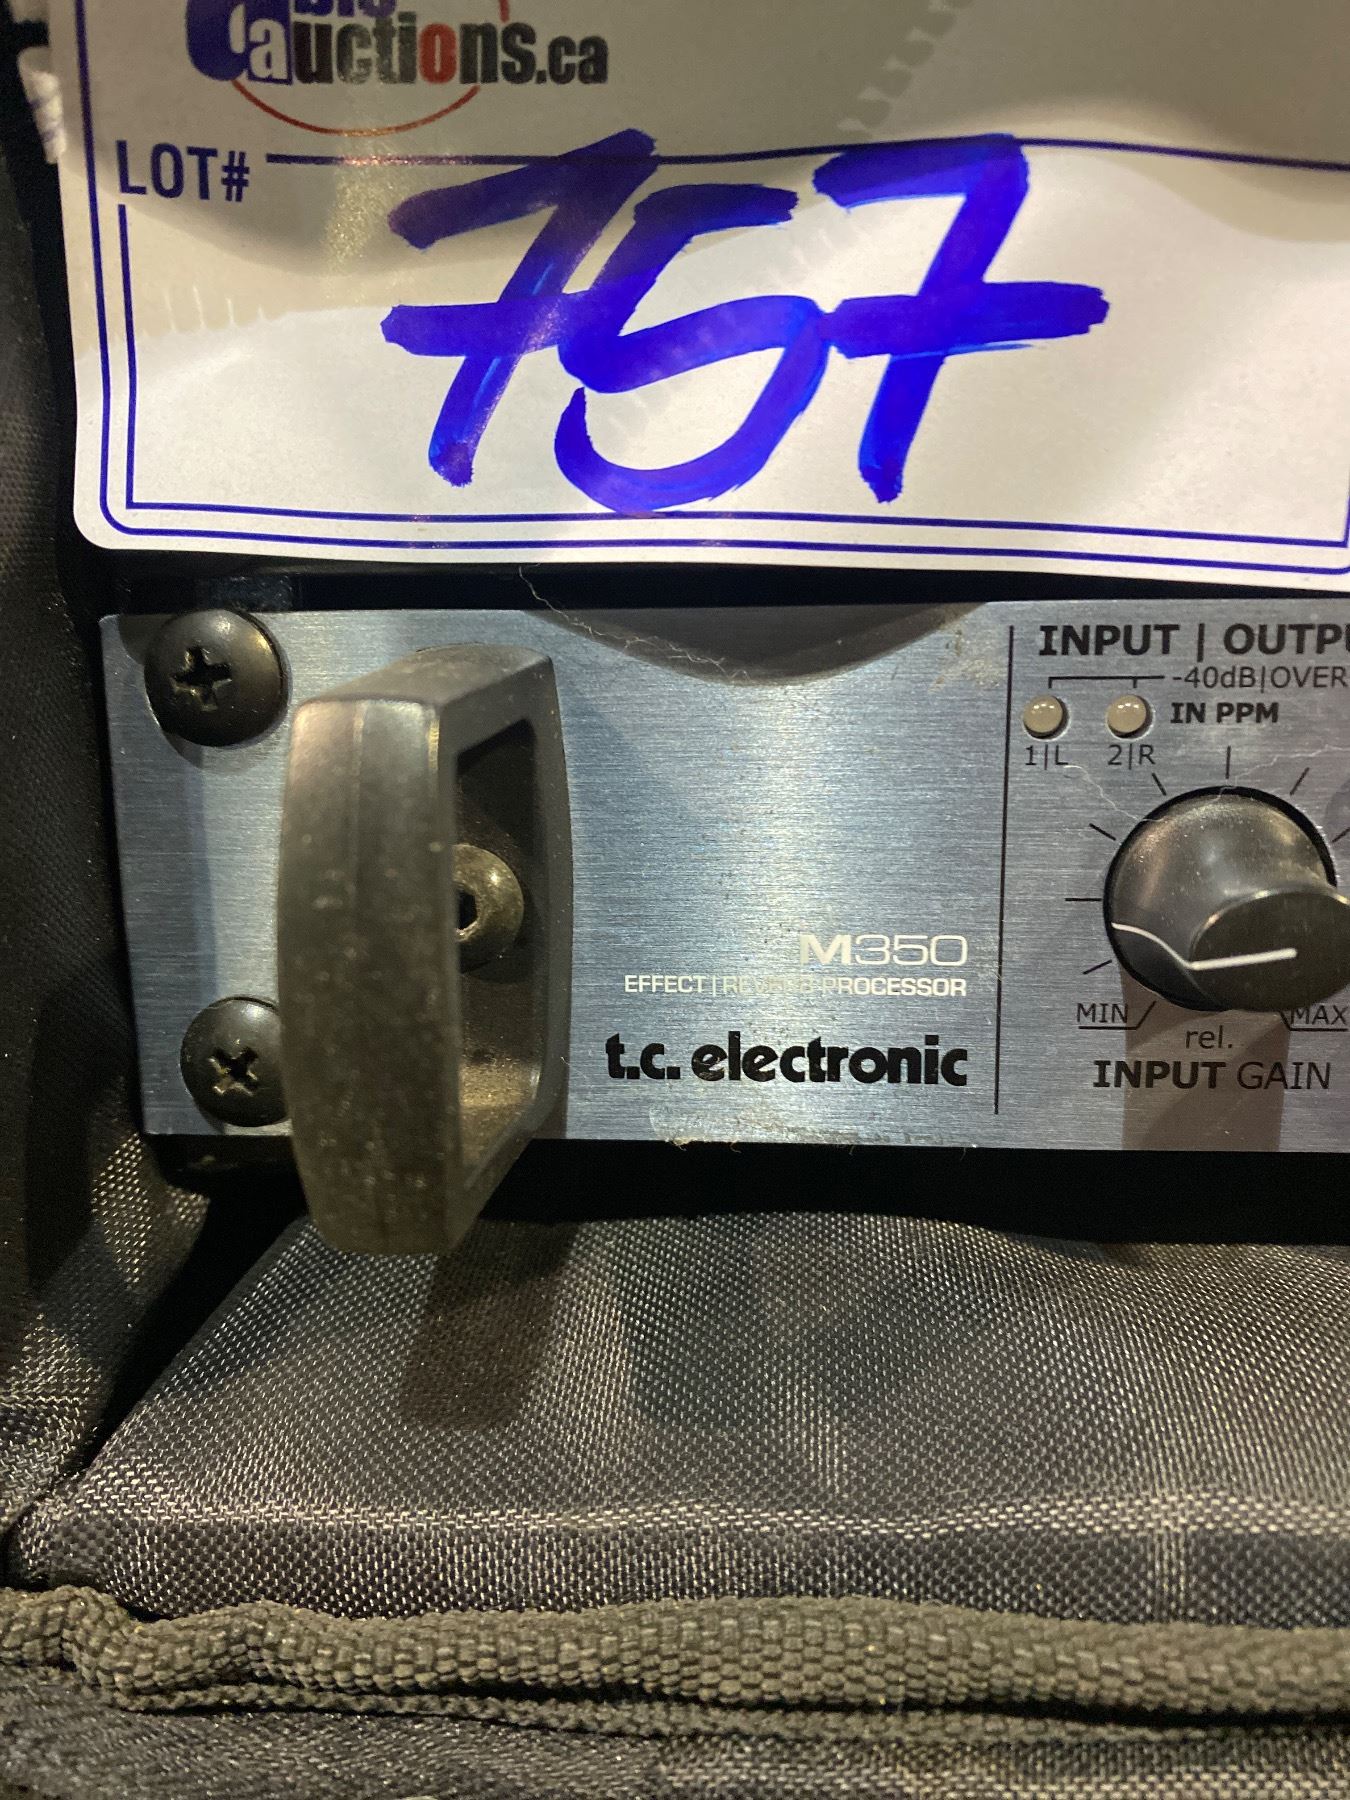 auctions.ca
LOT# 757
INPUT | OUTPU
-40dB|OVER
IN PPM
1|L 2|R
M350
EFFECT | REVERB PROCESSOR
t.c. electronic
MIN MAX
rel.
INPUT GAIN